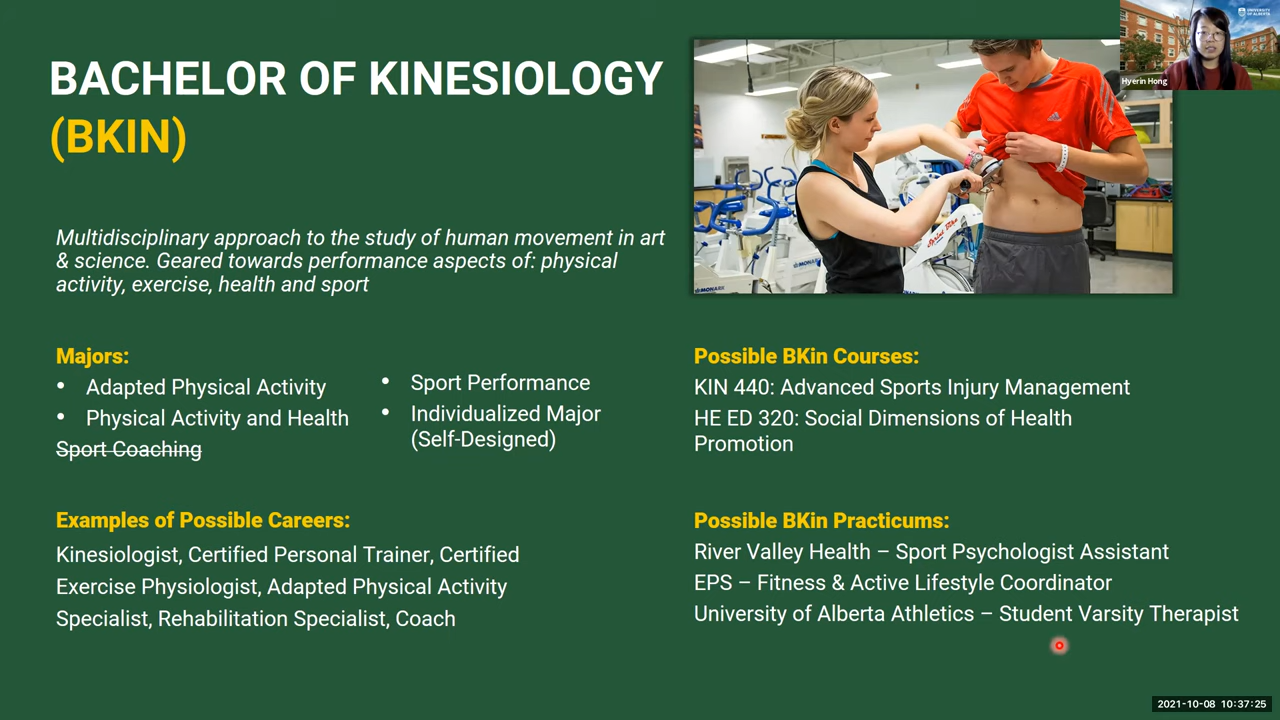 BACHELOR OF KINESIOLOGY
(BKIN)
Multidisciplinary approach to the study of human movement in art
& science. Geared towards performance aspects of: physical
activity, exercise, health and sport
Majors:
• Adapted Physical Activity
• Physical Activity and Health
Sport Coaching
• Sport Performance
• Individualized Major
(Self-Designed)
Examples of Possible Careers:
Kinesiologist, Certified Personal Trainer, Certified
Exercise Physiologist, Adapted Physical Activity
Specialist, Rehabilitation Specialist, Coach
UNIVERSITY
OF ALBERTA
Hyerin Hong
MONARK
MONARK
Possible BKin Courses:
KIN 440: Advanced Sports Injury Management
HE ED 320: Social Dimensions of Health
Promotion
Possible BKin Practicums:
River Valley Health – Sport Psychologist Assistant
EPS – Fitness & Active Lifestyle Coordinator
University of Alberta Athletics – Student Varsity Therapist
2021-10-08 10:37:25